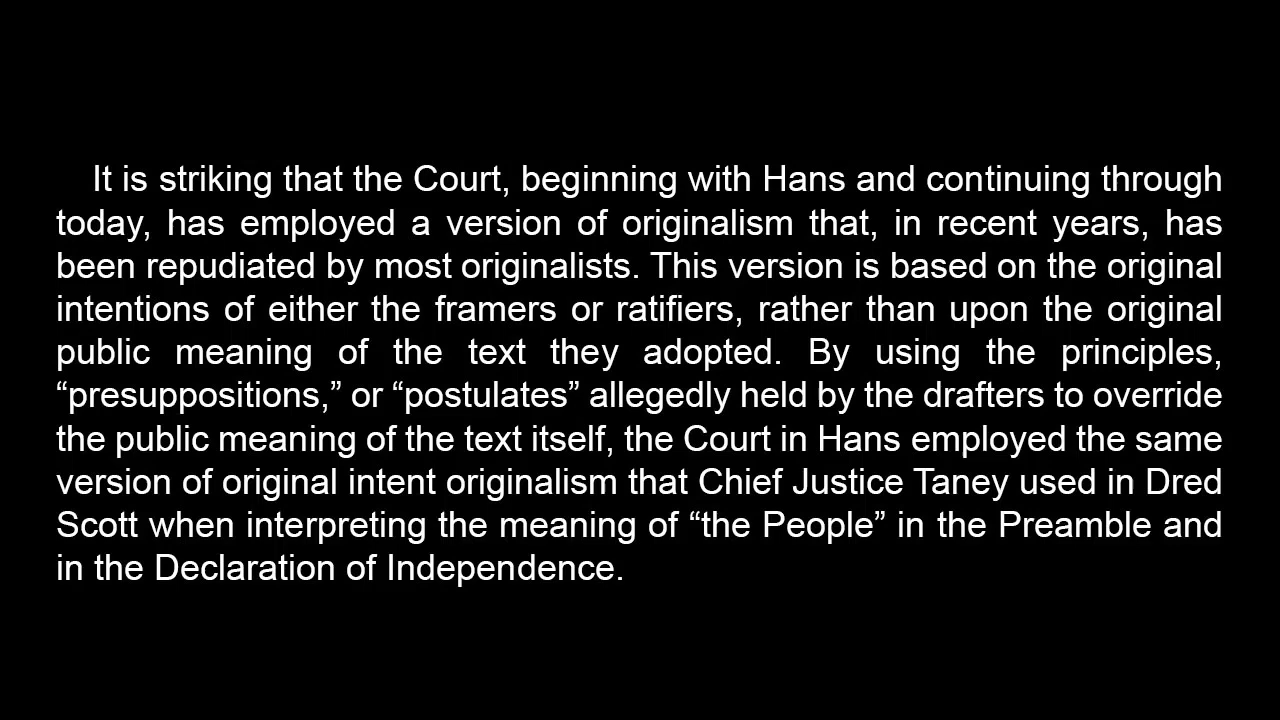 It is striking that the Court, beginning with Hans and continuing through
today, has employed a version of originalism that, in recent years, has
been repudiated by most originalists. This version is based on the original
intentions of either the framers or ratifiers, rather than upon the original
public meaning of the text they adopted. By using the principles,
“presuppositions,” or “postulates” allegedly held by the drafters to override
the public meaning of the text itself, the Court in Hans employed the same
version of original intent originalism that Chief Justice Taney used in Dred
Scott when interpreting the meaning of “the People” in the Preamble and
in the Declaration of Independence.